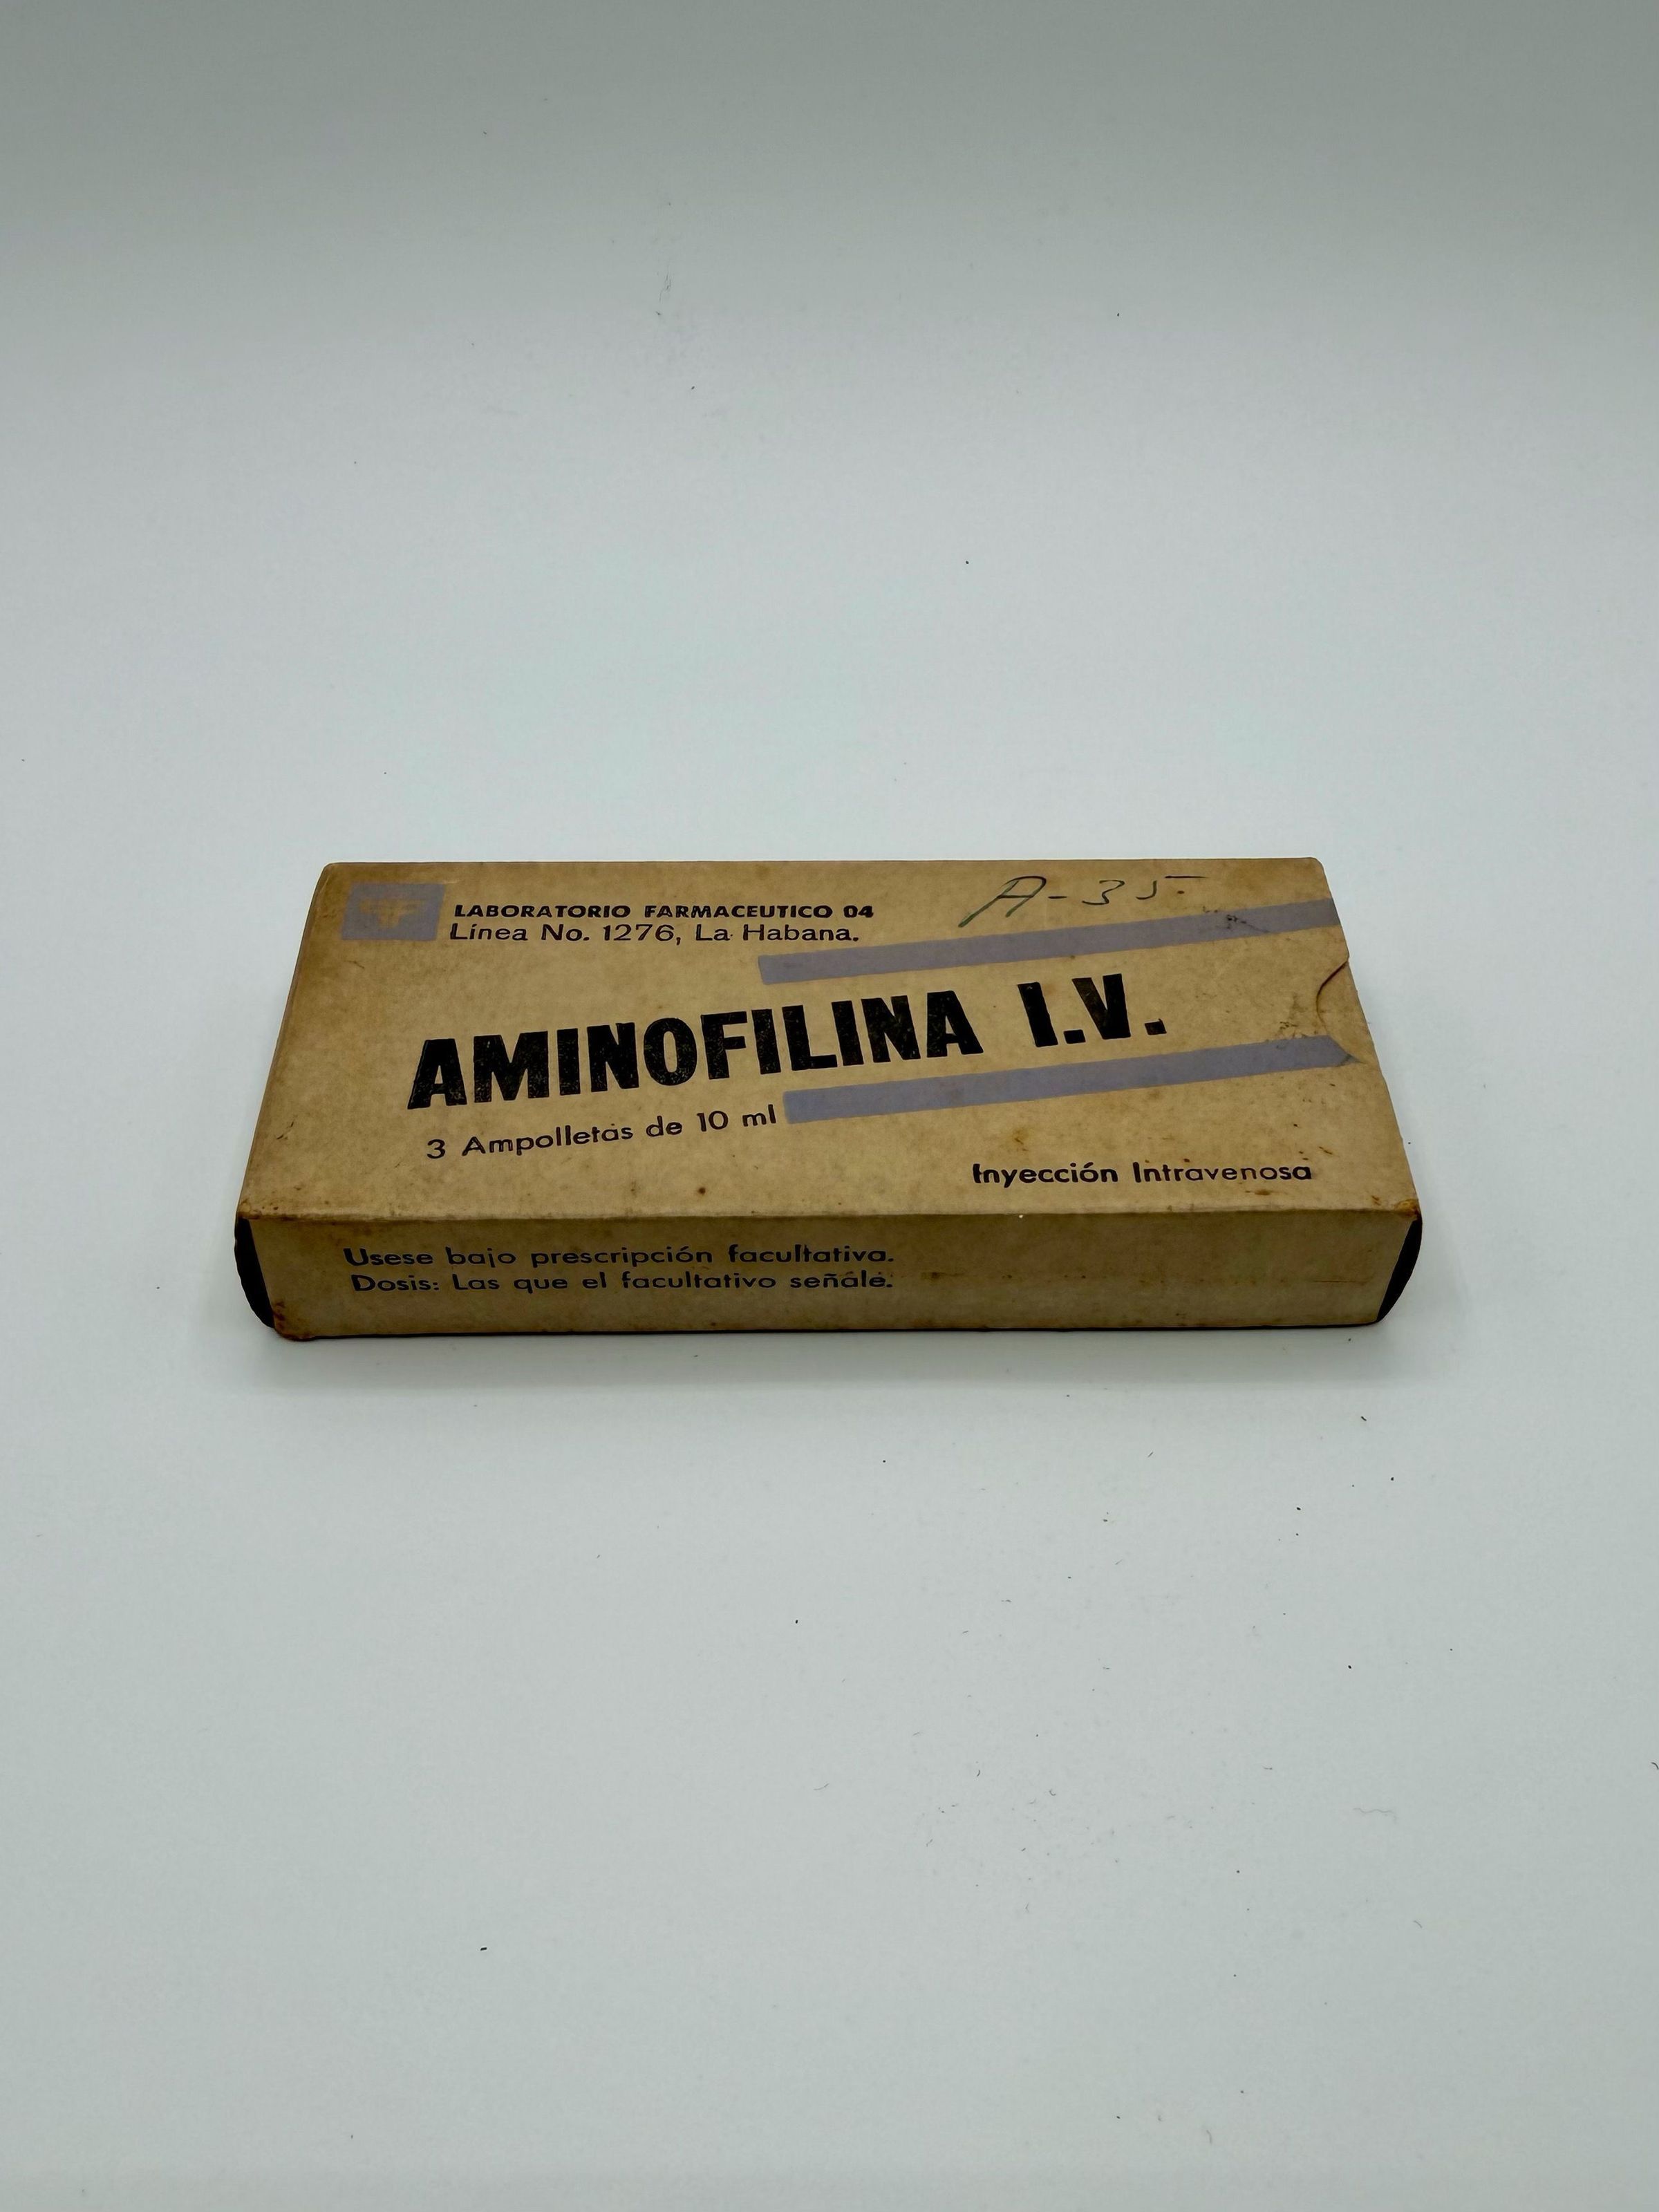 A-35.
LABORATORIO FARMACEUTICO 04
Línea No. 1276, La Habana.
AMINOFILINA I.V.
3 Ampolletas de 10 ml
Inyección Intravenosa
Usese bajo prescripción facultativa.
Dosis: Las que el facultativo señale.